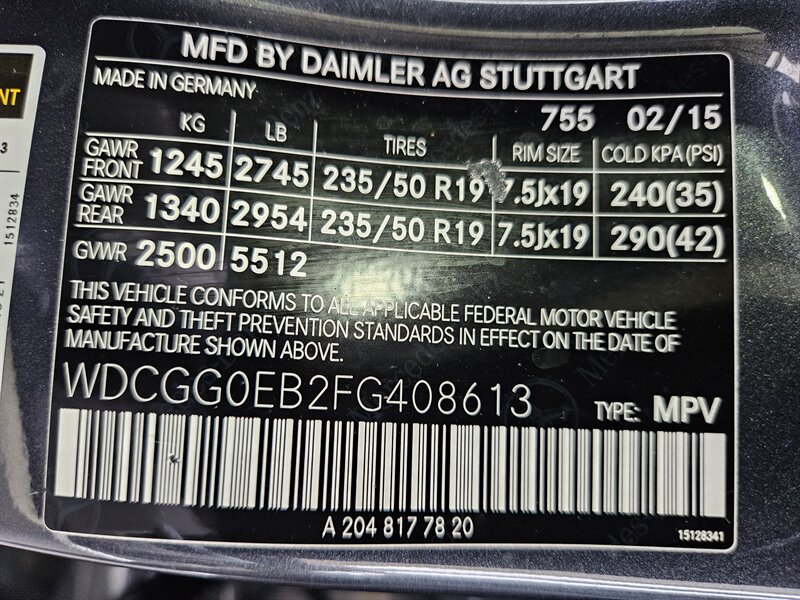 MFD BY DAIMLER AG STUTTGART
MADE IN GERMANY
755 02/15
KG LB TIRES RIM SIZE COLD KPA(PSI)
GAWR FRONT 1245 2745 235/50 R19 7.5Jx19 240(35)
GAWR REAR 1340 2954 235/50 R19 7.5Jx19 290(42)
GVWR 2500 5512
THIS VEHICLE CONFORMS TO ALL APPLICABLE FEDERAL MOTOR VEHICLE
SAFETY AND THEFT PREVENTION STANDARDS IN EFFECT ON THE DATE OF
MANUFACTURE SHOWN ABOVE.
WDCGG0EB2FG408613 TYPE: MPV
A 204 817 78 20
15128341
NT
3
1512834